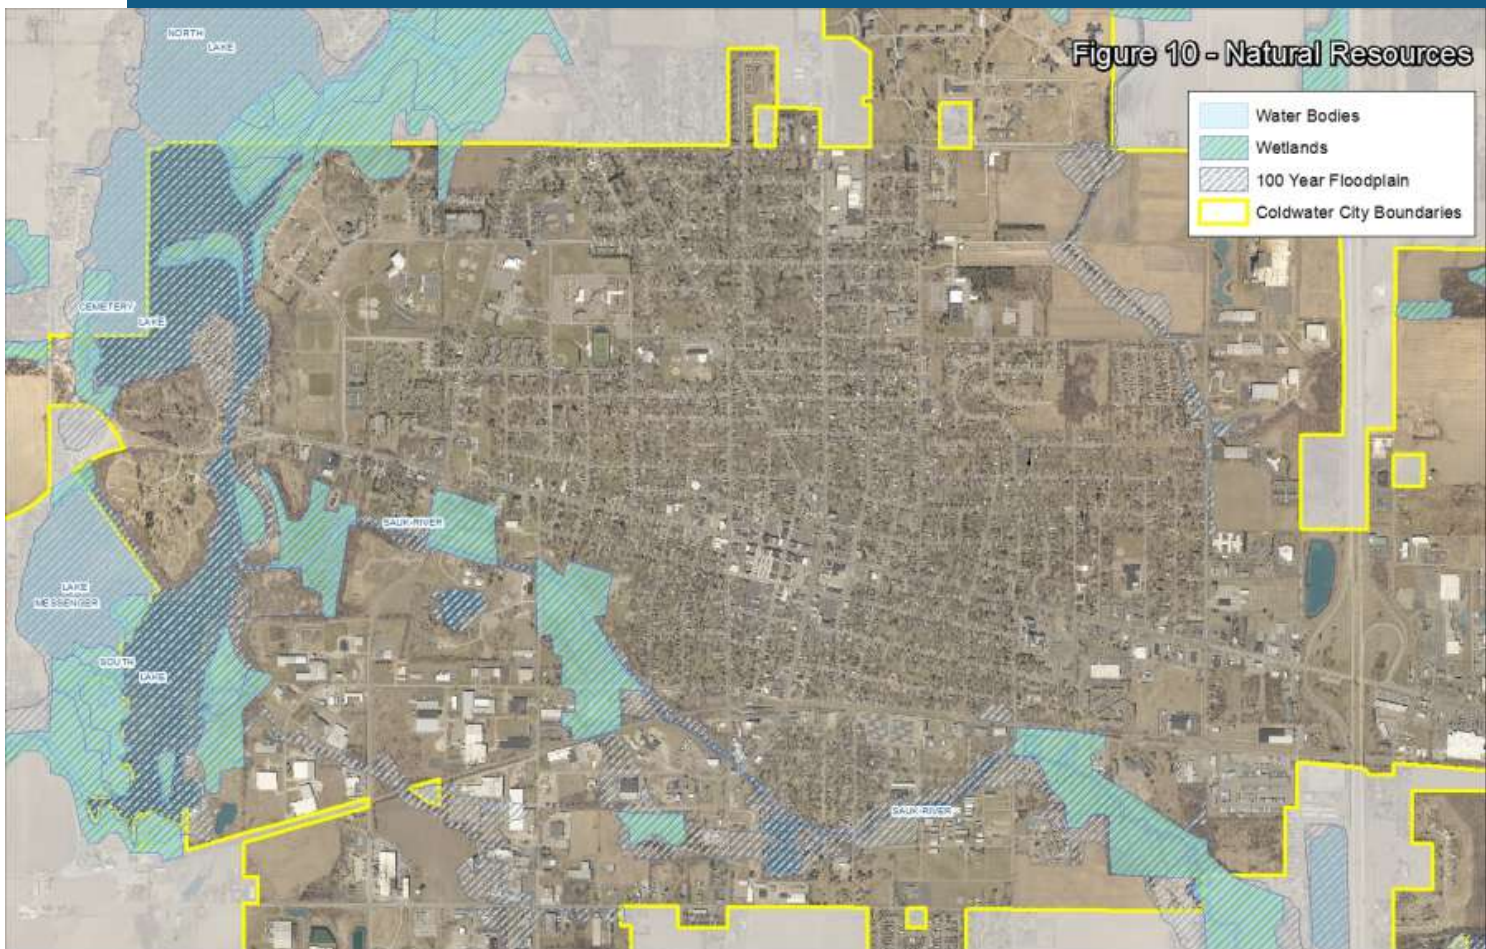 Figure 10 - Natural Resources
Water Bodies
Wetlands
100 Year Floodplain
Coldwater City Boundaries
NORTH
LAKE
CEMETERY
LAKE
SAUK-RIVER
LAKE
MESSENGER
SOUTH
LAKE
SAUK-RIVER